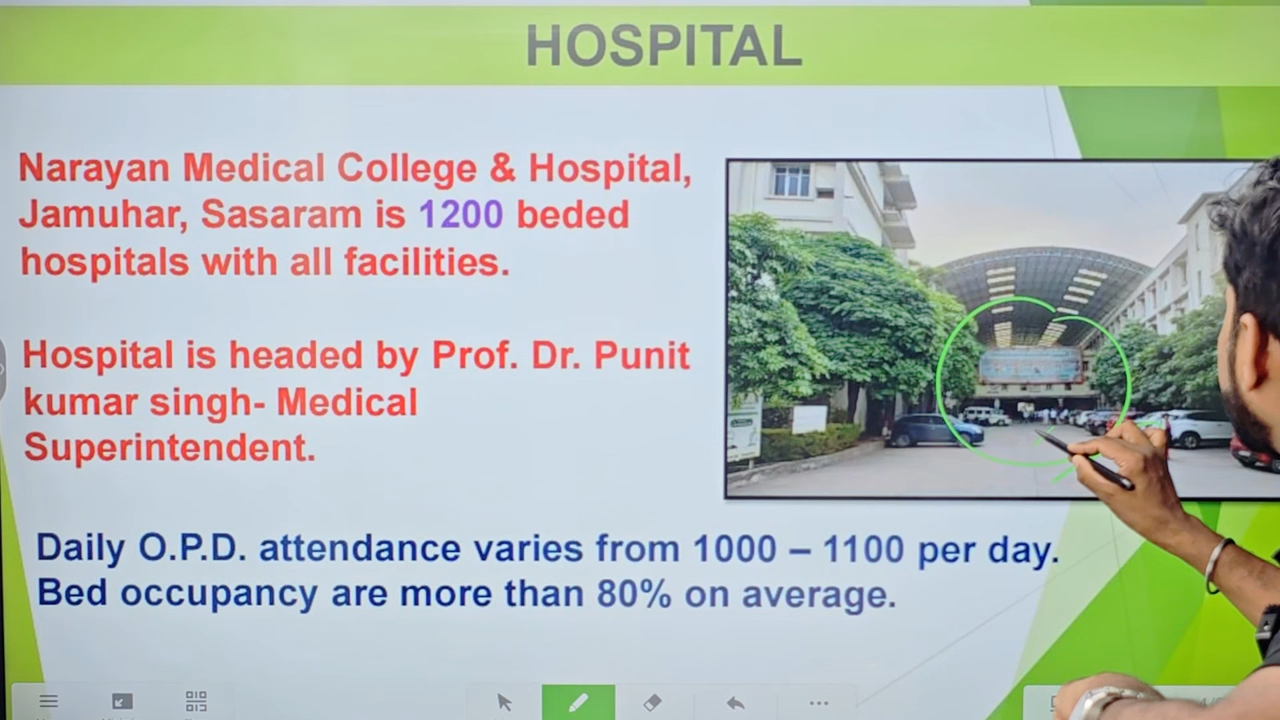 HOSPITAL
Narayan Medical College & Hospital,
Jamuhar, Sasaram is 1200 beded
hospitals with all facilities.
Hospital is headed by Prof. Dr. Punit
kumar singh- Medical
Superintendent.
Daily O.P.D. attendance varies from 1000 – 1100 per day.
Bed occupancy are more than 80% on average.